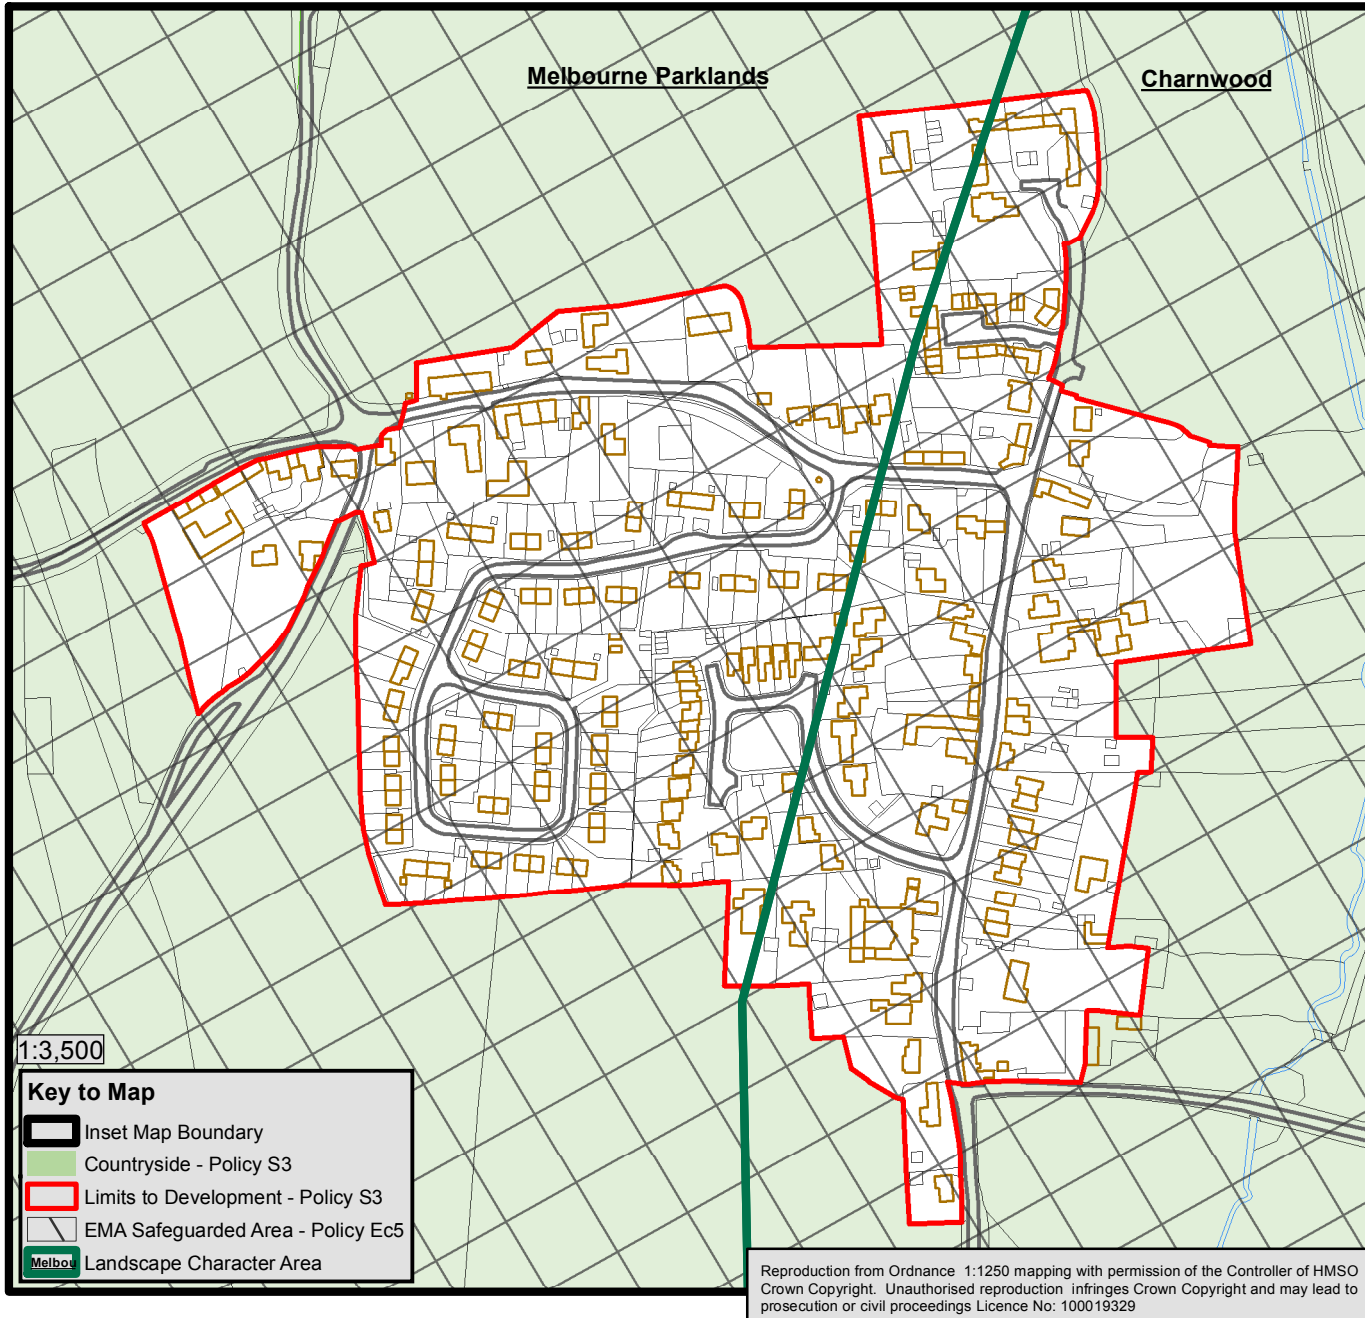 Melbourne Parklands
Charnwood
1:3,500
Key to Map
Inset Map Boundary
Countryside - Policy S3
Limits to Development - Policy S3
EMA Safeguarded Area - Policy Ec5
Melbou Landscape Character Area
Reproduction from Ordnance 1:1250 mapping with permission of the Controller of HMSO
Crown Copyright. Unauthorised reproduction infringes Crown Copyright and may lead to
prosecution or civil proceedings Licence No: 100019329